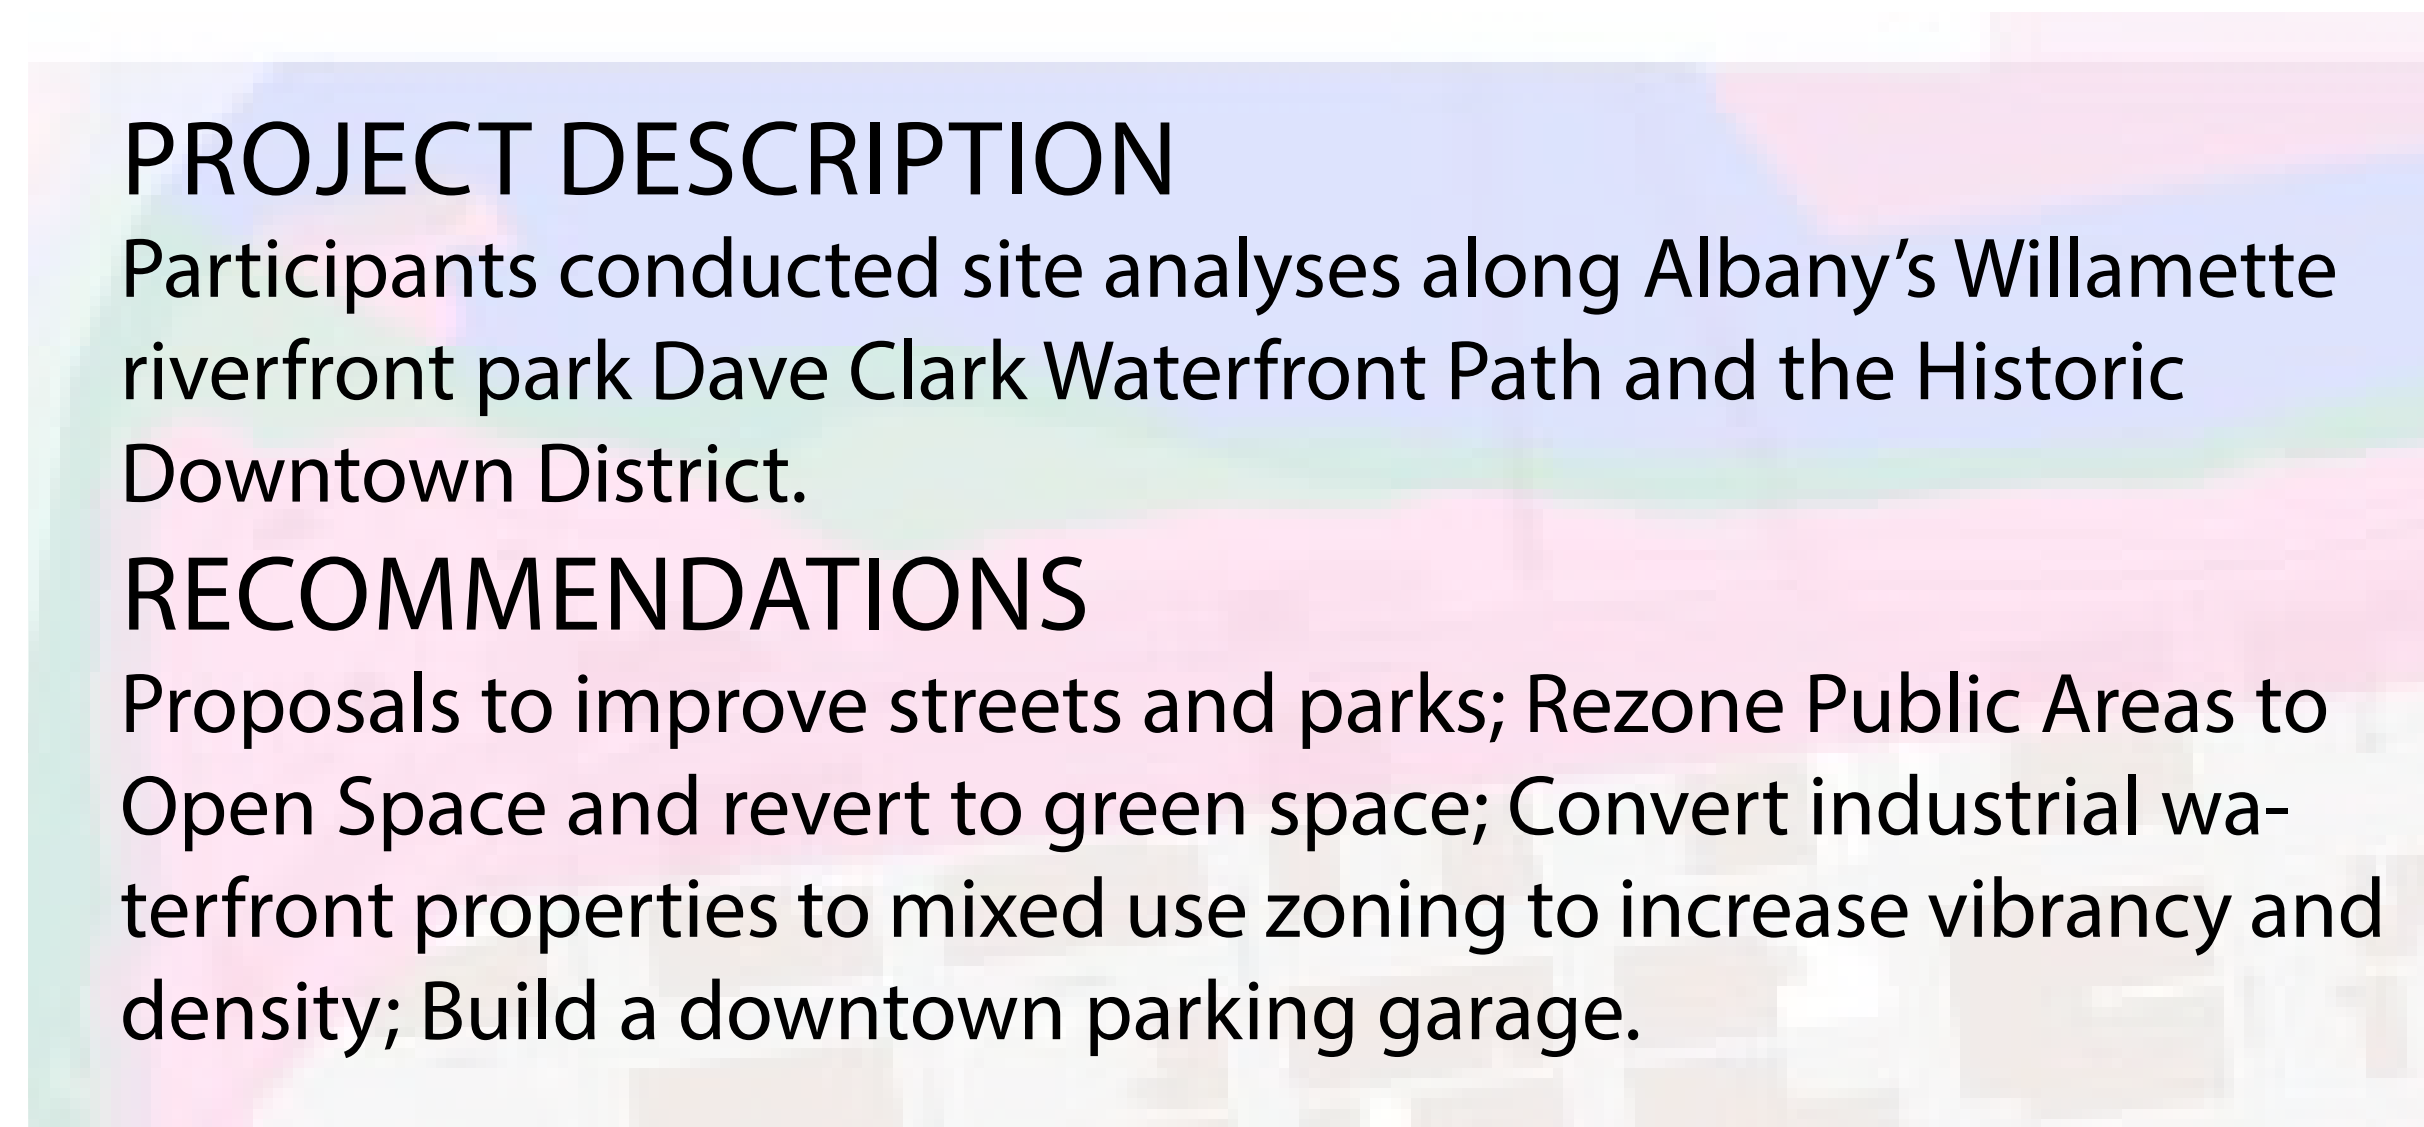 PROJECT DESCRIPTION
Participants conducted site analyses along Albany’s Willamette
riverfront park Dave Clark Waterfront Path and the Historic
Downtown District.
RECOMMENDATIONS
Proposals to improve streets and parks; Rezone Public Areas to
Open Space and revert to green space; Convert industrial wa-
terfront properties to mixed use zoning to increase vibrancy and
density; Build a downtown parking garage.